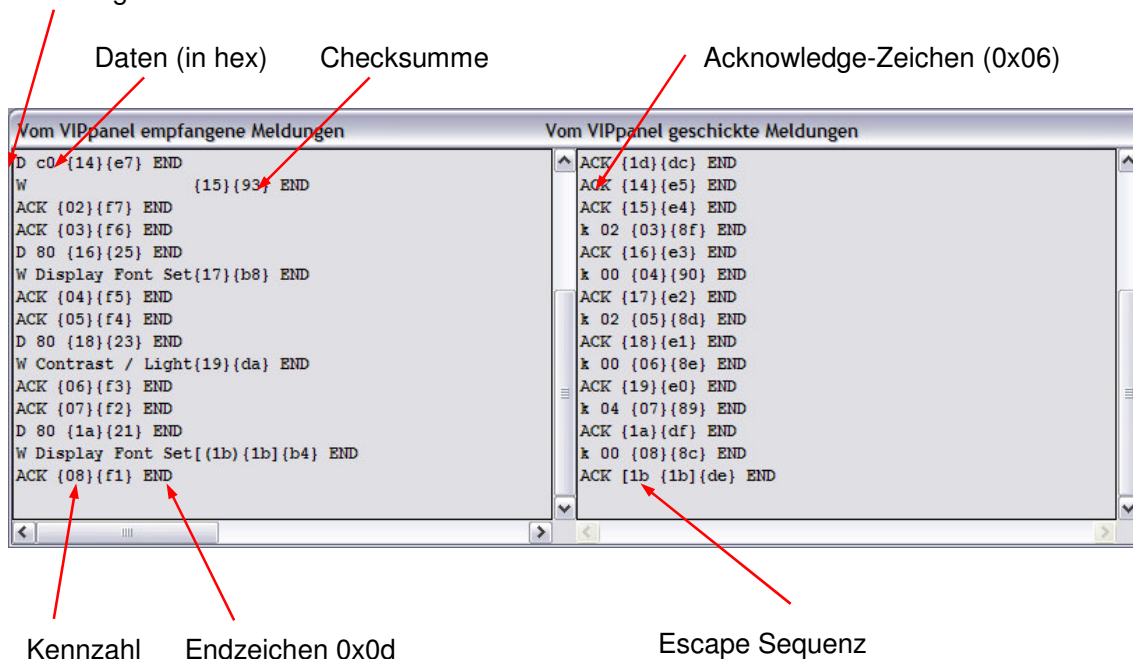 Daten (in hex) Checksumme Acknowledge-Zeichen (0x06)
Vom VIPpanel empfangene Meldungen
D c0 {14}{e7} END
W {15}{93} END
ACK {02}{f7} END
ACK {03}{f6} END
D 80 {16}{25} END
W Display Font Set{17}{b8} END
ACK {04}{f5} END
ACK {05}{f4} END
D 80 {18}{23} END
W Contrast / Light{19}{da} END
ACK {06}{f3} END
ACK {07}{f2} END
D 80 {1a}{21} END
W Display Font Set[(1b){1b]{b4} END
ACK {08}{f1} END
Vom VIPpanel geschickte Meldungen
ACK {1d}{dc} END
ACK {14}{e5} END
ACK {15}{e4} END
k 02 {03}{8f} END
ACK {16}{e3} END
k 00 {04}{90} END
ACK {17}{e2} END
k 02 {05}{8d} END
ACK {18}{e1} END
k 00 {06}{8e} END
ACK {19}{e0} END
k 04 {07}{89} END
ACK {1a}{df} END
k 00 {08}{8c} END
ACK [1b {1b]{de} END
Kennzahl Endzeichen 0x0d Escape Sequenz